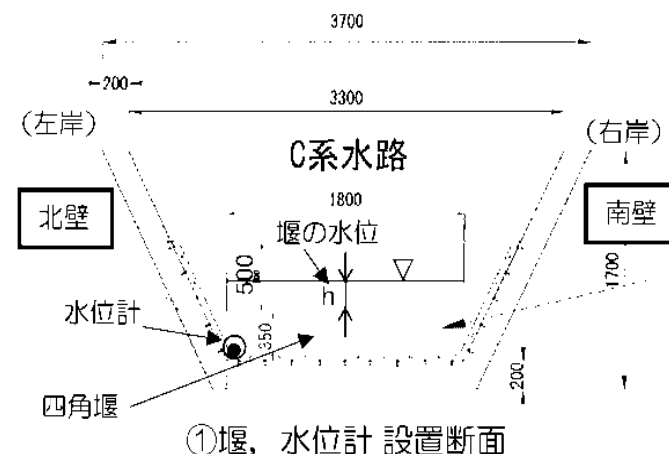 3700
200
3300
(左岸)
(右岸)
C系水路
1800
北壁
南壁
堰の水位
500
h
1700
水位計
350
200
四角堰
①堰，水位計 設置断面